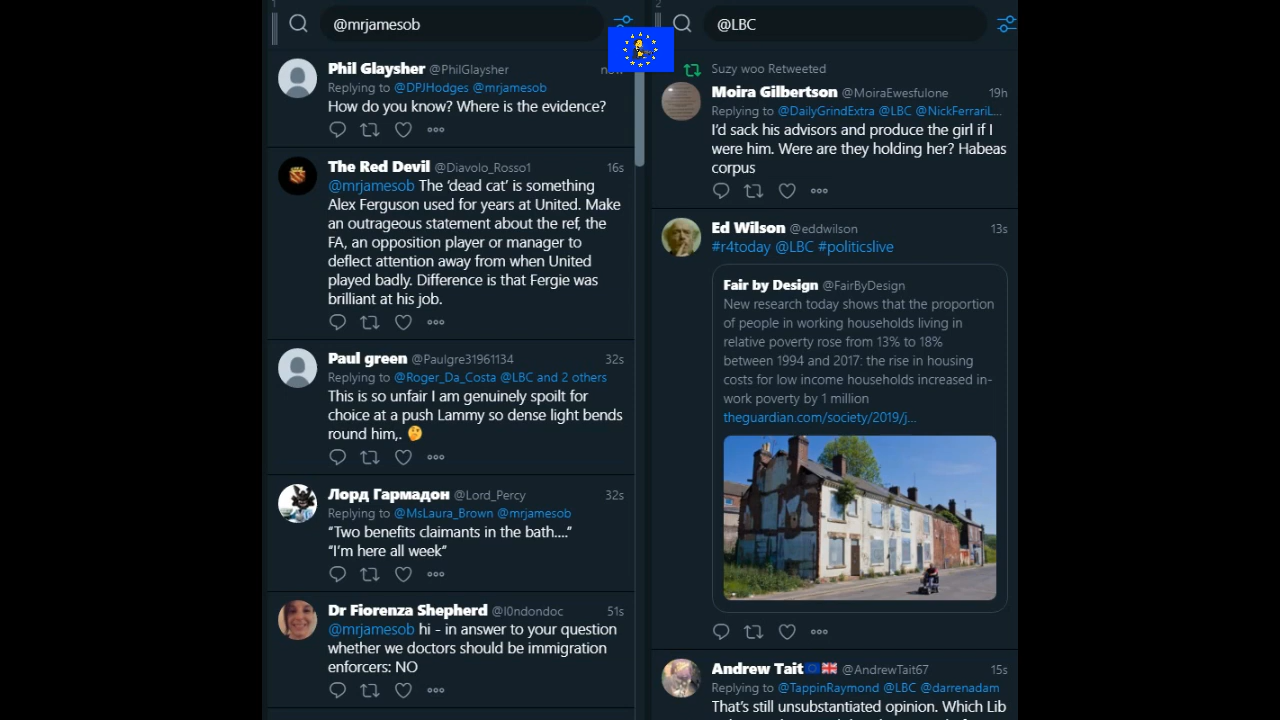 1
@mrjamesob
Phil Glaysher @PhilGlaysher
Replying to @DPJHodges @mrjamesob
How do you know? Where is the evidence?
The Red Devil @Diavolo_Rosso1 16s
@mrjamesob The ‘dead cat’ is something
Alex Ferguson used for years at United. Make
an outrageous statement about the ref, the
FA, an opposition player or manager to
deflect attention away from when United
played badly. Difference is that Fergie was
brilliant at his job.
Paul green @Paulgre31961134 32s
Replying to @Roger_Da_Costa @LBC and 2 others
This is so unfair I am genuinely spoilt for
choice at a push Lammy so dense light bends
round him,. 🤔
Лорд Гармадон @Lord_Percy 32s
Replying to @MsLaura_Brown @mrjamesob
“Two benefits claimants in the bath....”
“I’m here all week”
Dr Fiorenza Shepherd @l0ndondoc 51s
@mrjamesob hi - in answer to your question
whether we doctors should be immigration
enforcers: NO
2
@LBC
Suzy woo Retweeted
Moira Gilbertson @MoiraEwesfulone 19h
Replying to @DailyGrindExtra @LBC @NickFerrariL...
I’d sack his advisors and produce the girl if I
were him. Were are they holding her? Habeas
corpus
Ed Wilson @eddwilson 13s
#r4today @LBC #politicslive
Fair by Design @FairByDesign
New research today shows that the proportion
of people in working households living in
relative poverty rose from 13% to 18%
between 1994 and 2017: the rise in housing
costs for low income households increased in-
work poverty by 1 million
theguardian.com/society/2019/j...
Andrew Tait🇪🇺🇬🇧 @AndrewTait67 15s
Replying to @TappinRaymond @LBC @darrenadam
That’s still unsubstantiated opinion. Which Lib